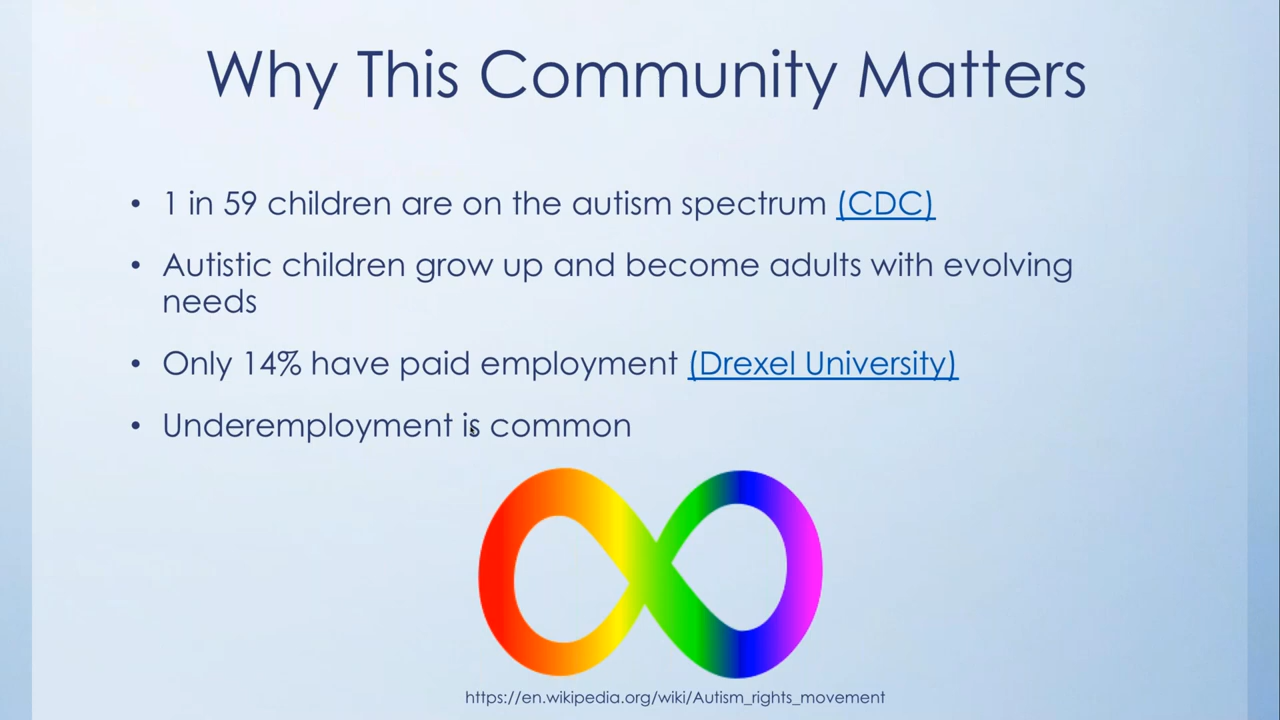 Why This Community Matters
• 1 in 59 children are on the autism spectrum (CDC)
• Autistic children grow up and become adults with evolving
needs
• Only 14% have paid employment (Drexel University)
• Underemployment is common
https://en.wikipedia.org/wiki/Autism_rights_movement